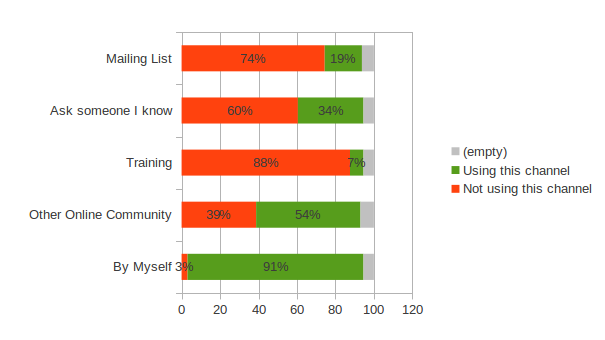 Mailing List 74% 19%
Ask someone I know 60% 34%
Training 88% 7%
Other Online Community 39% 54%
By Myself 3% 91%
0 20 40 60 80 100 120
(empty)
Using this channel
Not using this channel